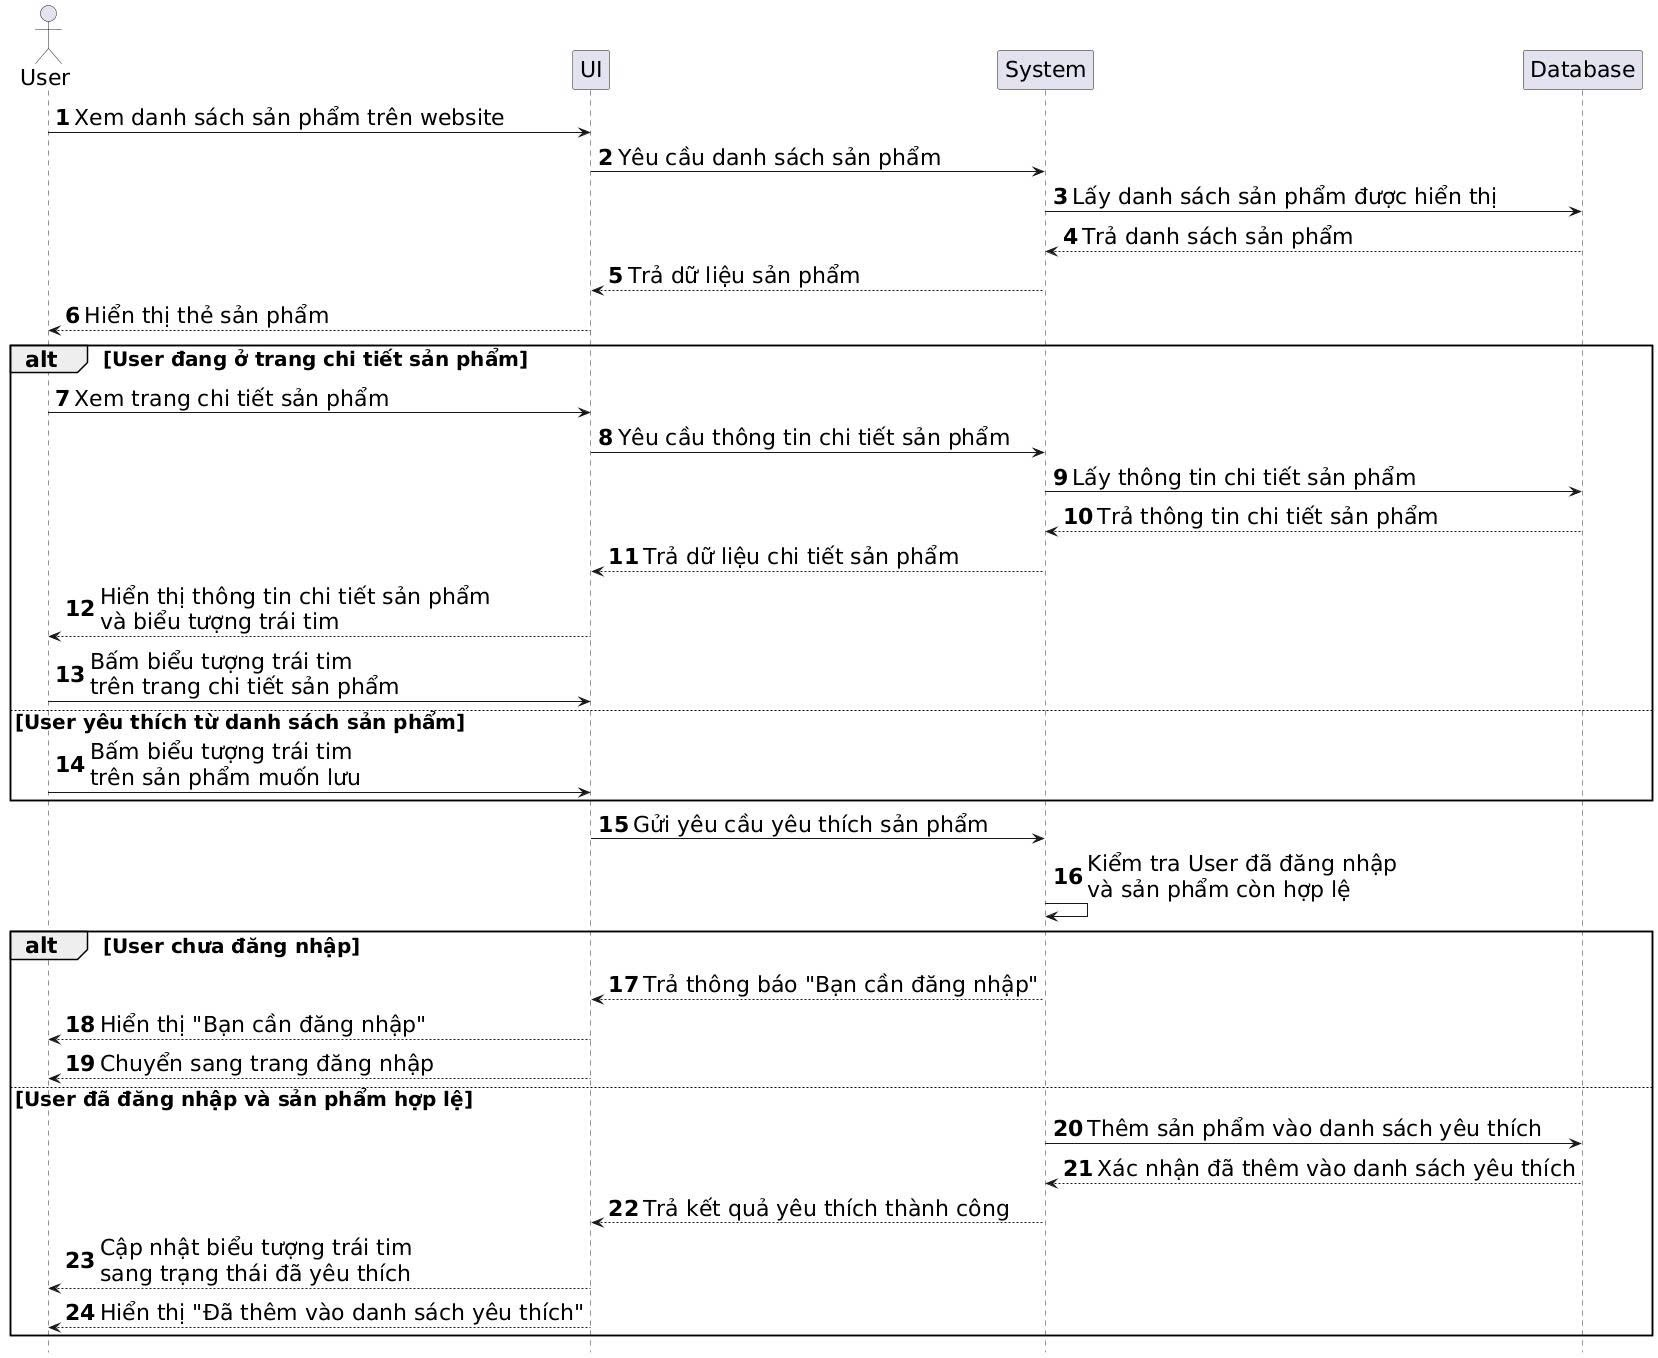 User
UI
System
Database
1 Xem danh sách sản phẩm trên website
2 Yêu cầu danh sách sản phẩm
3 Lấy danh sách sản phẩm được hiển thị
4 Trả danh sách sản phẩm
5 Trả dữ liệu sản phẩm
6 Hiển thị thẻ sản phẩm
alt [User đang ở trang chi tiết sản phẩm]
7 Xem trang chi tiết sản phẩm
8 Yêu cầu thông tin chi tiết sản phẩm
9 Lấy thông tin chi tiết sản phẩm
10 Trả thông tin chi tiết sản phẩm
11 Trả dữ liệu chi tiết sản phẩm
12 Hiển thị thông tin chi tiết sản phẩm
và biểu tượng trái tim
13 Bấm biểu tượng trái tim
trên trang chi tiết sản phẩm
[User yêu thích từ danh sách sản phẩm]
14 Bấm biểu tượng trái tim
trên sản phẩm muốn lưu
15 Gửi yêu cầu yêu thích sản phẩm
16 Kiểm tra User đã đăng nhập
và sản phẩm còn hợp lệ
alt [User chưa đăng nhập]
17 Trả thông báo "Bạn cần đăng nhập"
18 Hiển thị "Bạn cần đăng nhập"
19 Chuyển sang trang đăng nhập
[User đã đăng nhập và sản phẩm hợp lệ]
20 Thêm sản phẩm vào danh sách yêu thích
21 Xác nhận đã thêm vào danh sách yêu thích
22 Trả kết quả yêu thích thành công
23 Cập nhật biểu tượng trái tim
sang trạng thái đã yêu thích
24 Hiển thị "Đã thêm vào danh sách yêu thích"